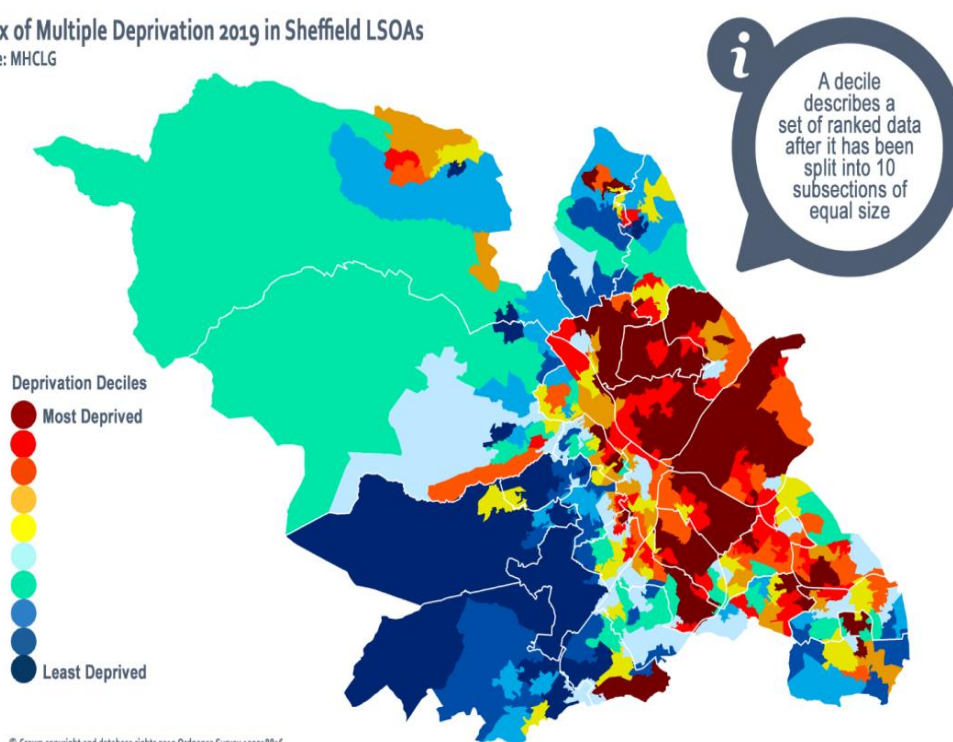 x of Multiple Deprivation 2019 in Sheffield LSOAs
e: MHCLG
i
A decile
describes a
set of ranked data
after it has been
split into 10
subsections of
equal size
Deprivation Deciles
Most Deprived
Least Deprived